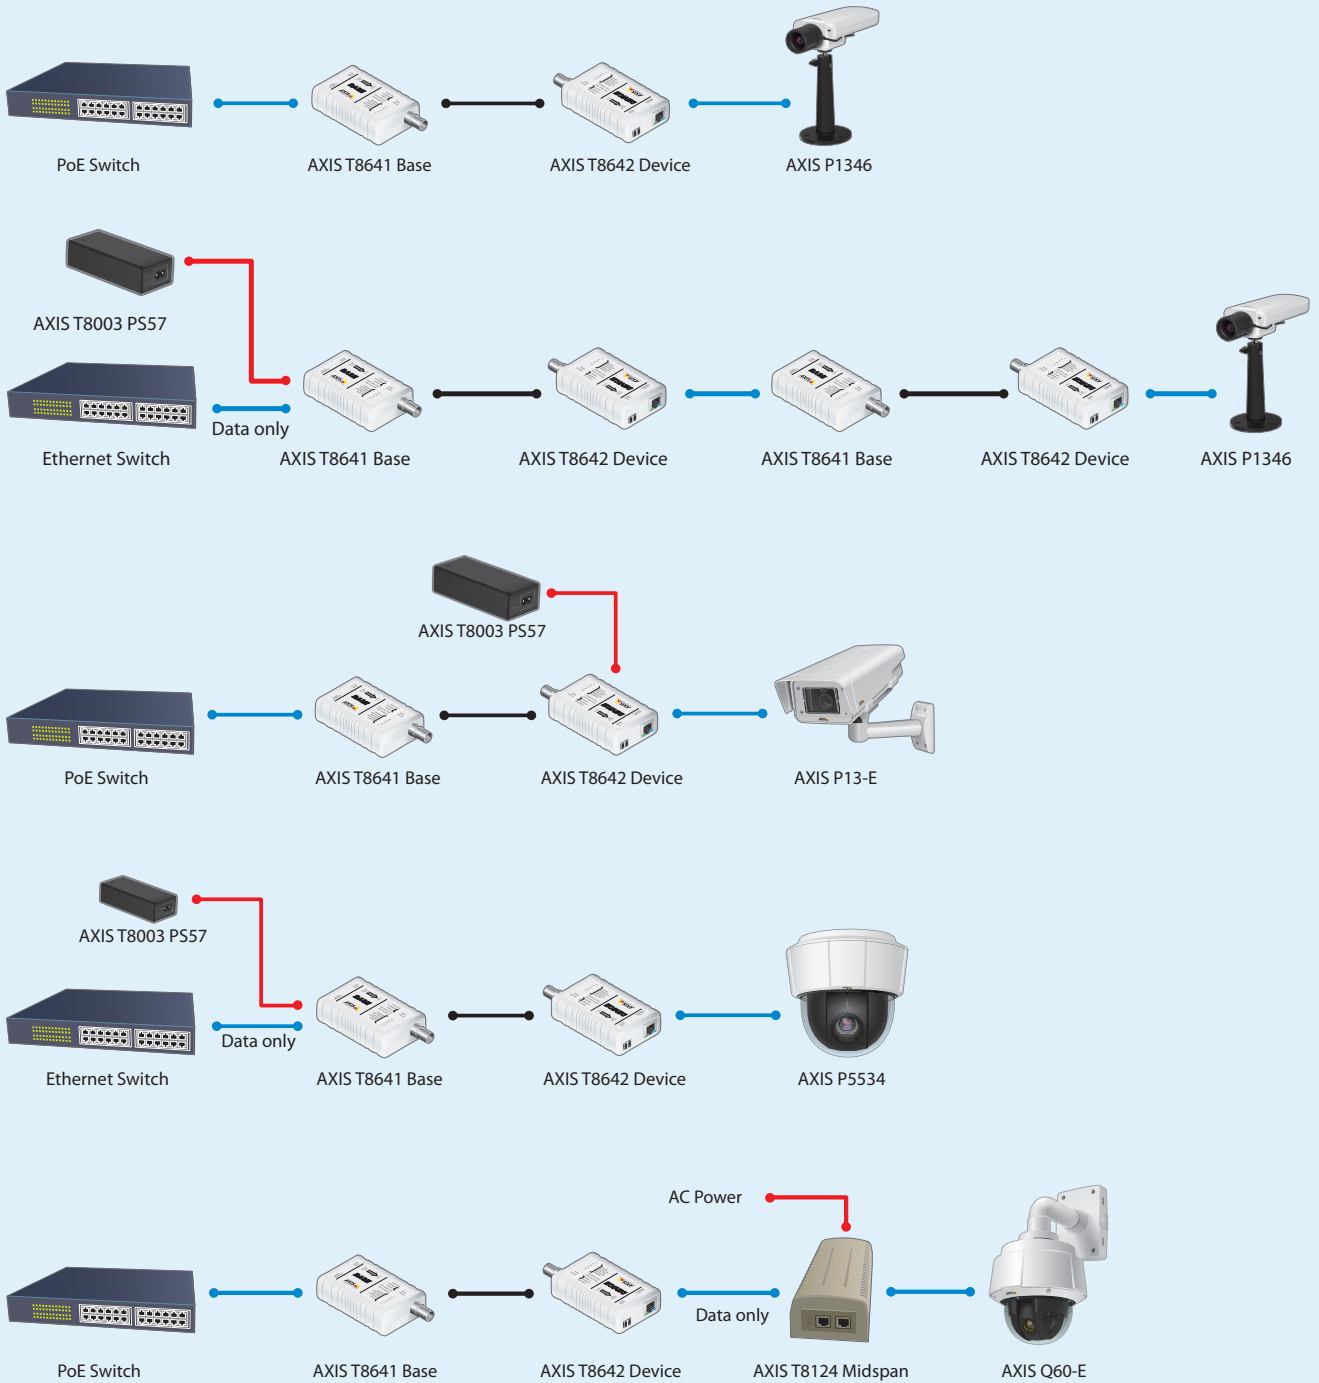 PoE Switch
AXIS T8641 Base
AXIS T8642 Device
AXIS P1346
AXIS T8003 PS57
Data only
Ethernet Switch
AXIS T8641 Base
AXIS T8642 Device
AXIS T8641 Base
AXIS T8642 Device
AXIS P1346
AXIS T8003 PS57
PoE Switch
AXIS T8641 Base
AXIS T8642 Device
AXIS P13-E
AXIS T8003 PS57
Data only
Ethernet Switch
AXIS T8641 Base
AXIS T8642 Device
AXIS P5534
AC Power
Data only
PoE Switch
AXIS T8641 Base
AXIS T8642 Device
AXIS T8124 Midspan
AXIS Q60-E